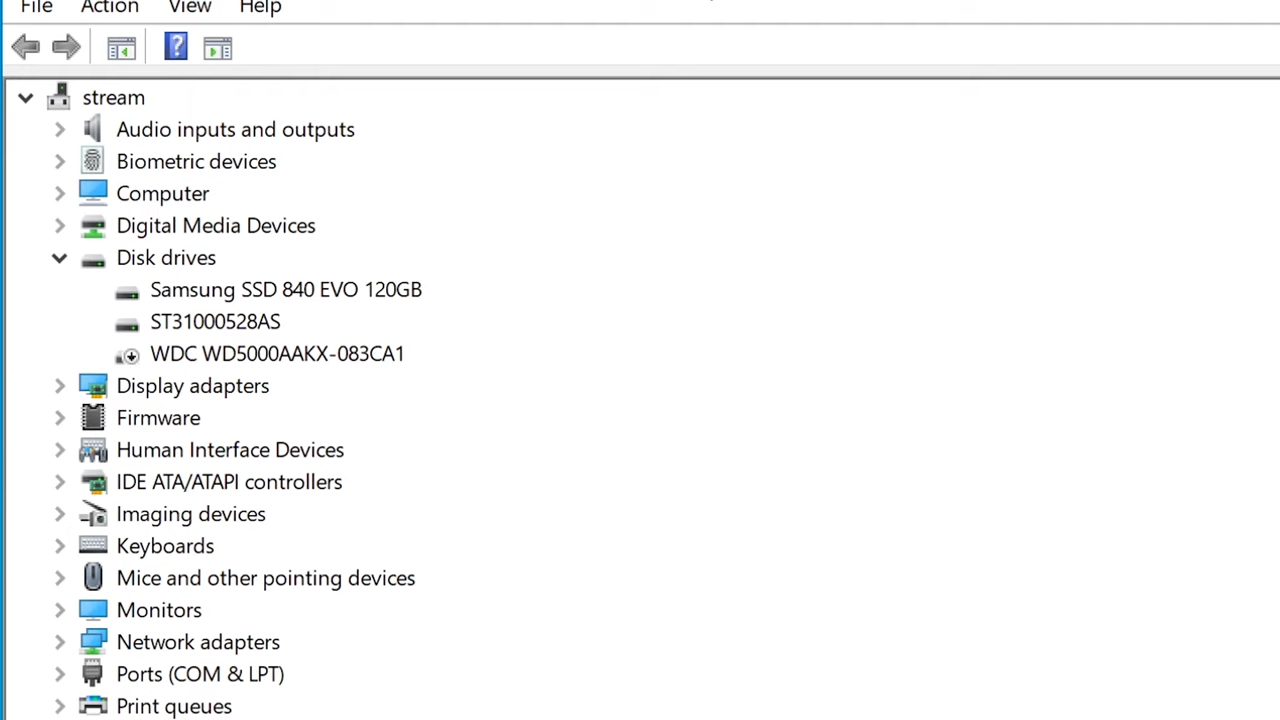 File Action View Help
?
stream
Audio inputs and outputs
Biometric devices
Computer
Digital Media Devices
Disk drives
Samsung SSD 840 EVO 120GB
ST31000528AS
WDC WD5000AAKX-083CA1
Display adapters
Firmware
Human Interface Devices
IDE ATA/ATAPI controllers
Imaging devices
Keyboards
Mice and other pointing devices
Monitors
Network adapters
Ports (COM & LPT)
Print queues